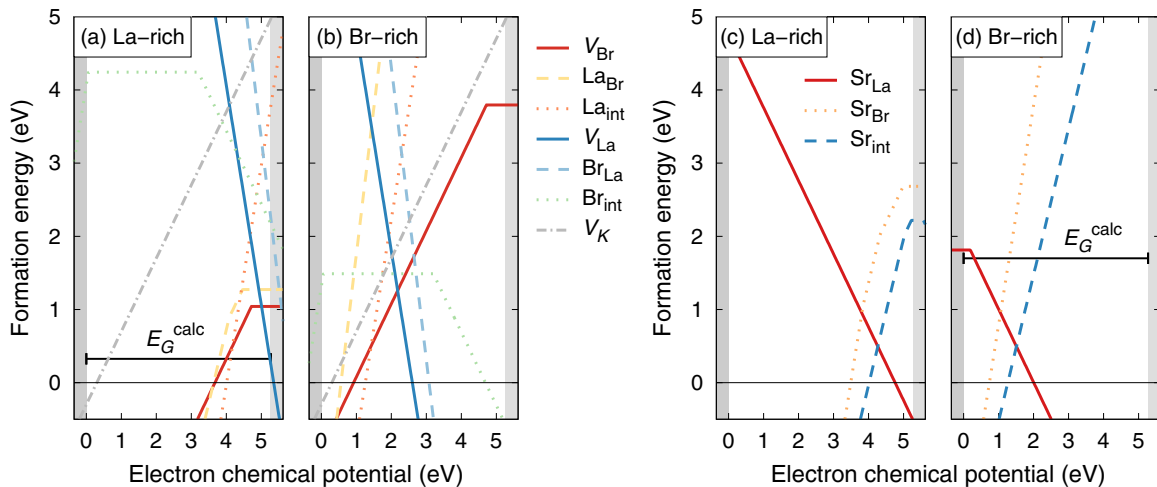 (a) La−rich
(b) Br−rich
Formation energy (eV)
5
4
3
2
1
0
E_G^calc
0 1 2 3 4 5
0 1 2 3 4 5
Electron chemical potential (eV)
V_Br
La_Br
La_int
V_La
Br_La
Br_int
V_K
(c) La−rich
(d) Br−rich
Formation energy (eV)
5
4
3
2
1
0
Sr_La
Sr_Br
Sr_int
E_G^calc
0 1 2 3 4 5
0 1 2 3 4 5
Electron chemical potential (eV)